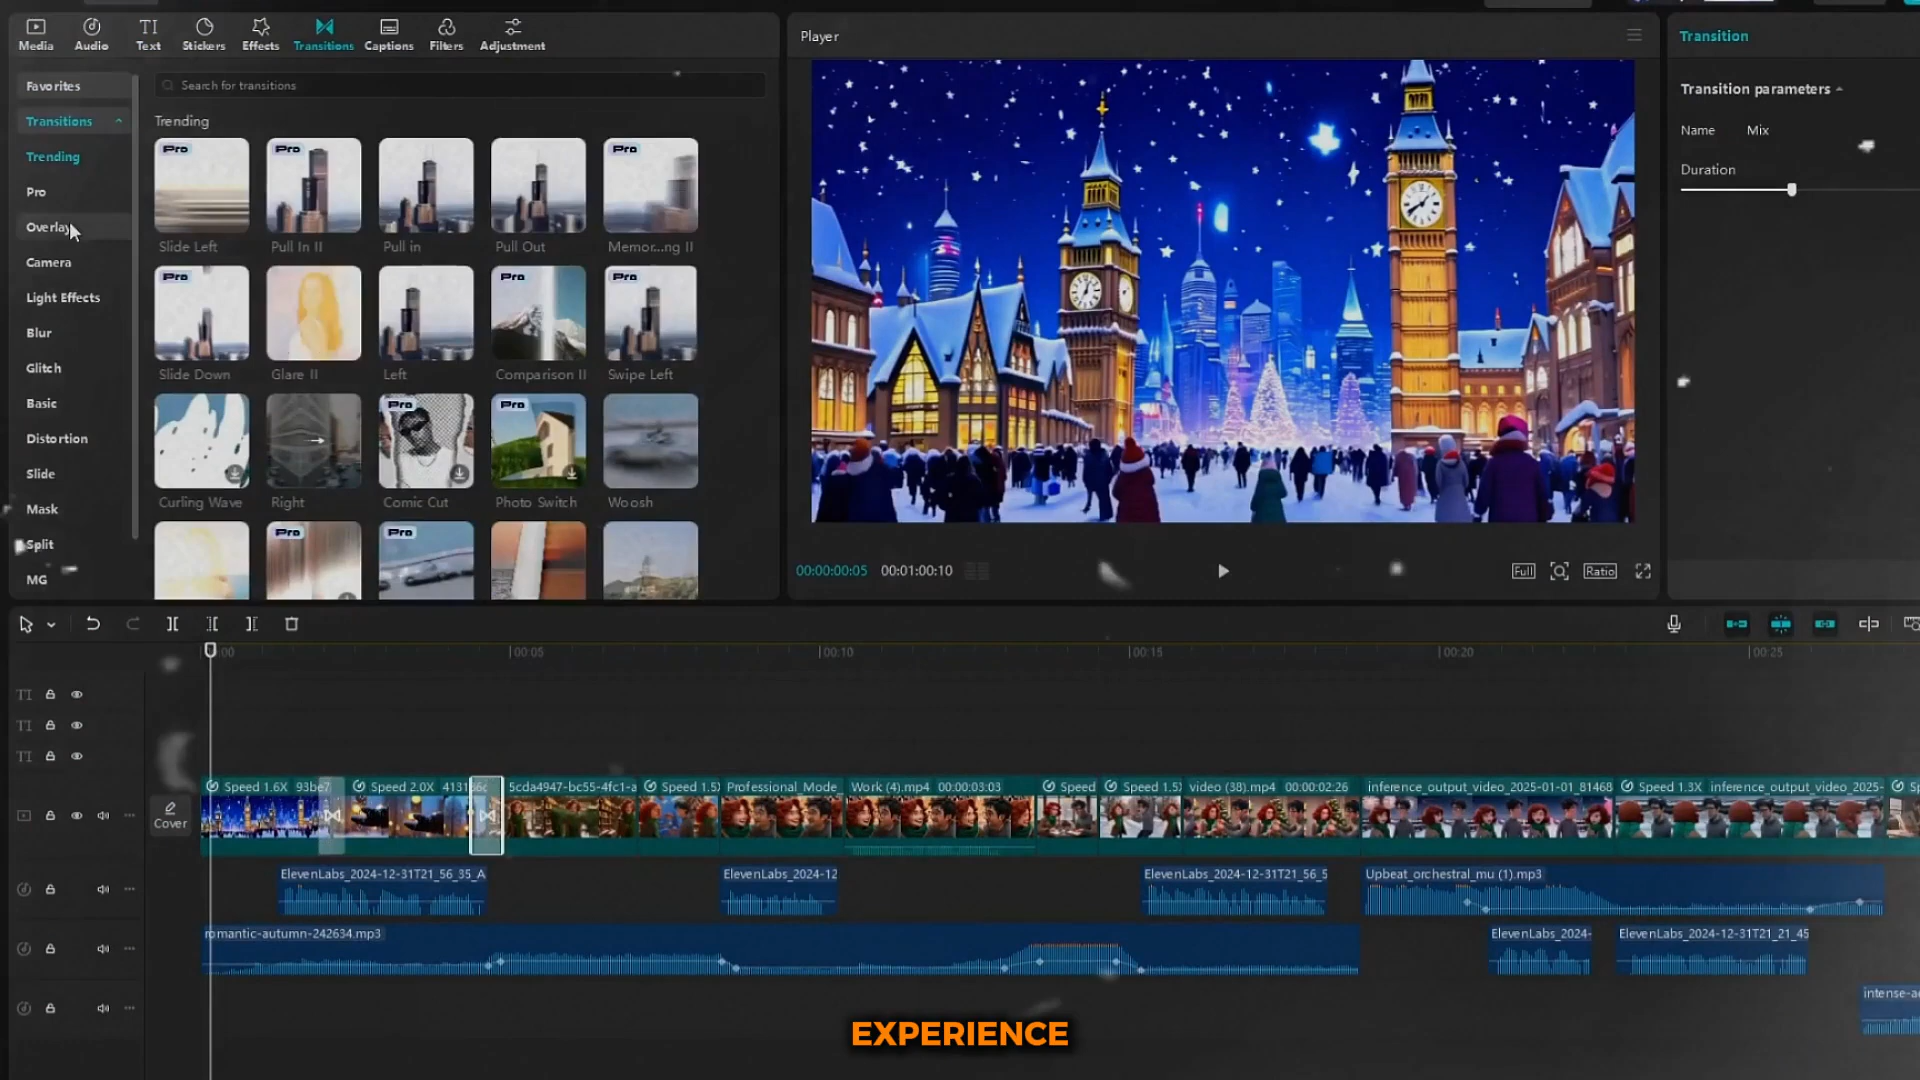 Media
Audio
Text
Stickers
Effects
Transitions
Captions
Filters
Adjustment
Favorites
Transitions
Trending
Pro
Overlay
Camera
Light Effects
Blur
Glitch
Basic
Distortion
Slide
Mask
Split
MG
Search for transitions
Trending
Pro
Pro
Pro
Slide Left
Pull In II
Pull in
Pull Out
Memor...ng II
Pro
Pro
Pro
Slide Down
Glare II
Left
Comparison II
Swipe Left
Pro
Pro
Curling Wave
Right
Comic Cut
Photo Switch
Woosh
Pro
Pro
Player
00:00:00:05
00:01:00:10
Full
Ratio
Transition
Transition parameters
Name Mix
Duration
00:05
00:10
00:15
00:20
00:25
Cover
Speed 1.6X 93be7
Speed 2.0X
5cda4947-bc55-4fc1-a
Speed 1.5
Professional_Mode
Work (4).mp4 00:00:03:03
Speed
Speed 1.5
video (38).mp4 00:00:02:26
inference_output_video_2025-01-01_81468
Speed 1.3X inference_output_video_2025-
ElevenLabs_2024-12-31T21_56_35_A
ElevenLabs_2024-12
ElevenLabs_2024-12-31T21_56_5
Upbeat_orchestral_mu (1).mp3
romantic-autumn-242634.mp3
ElevenLabs_2024-
ElevenLabs_2024-12-31T21_21_45
EXPERIENCE